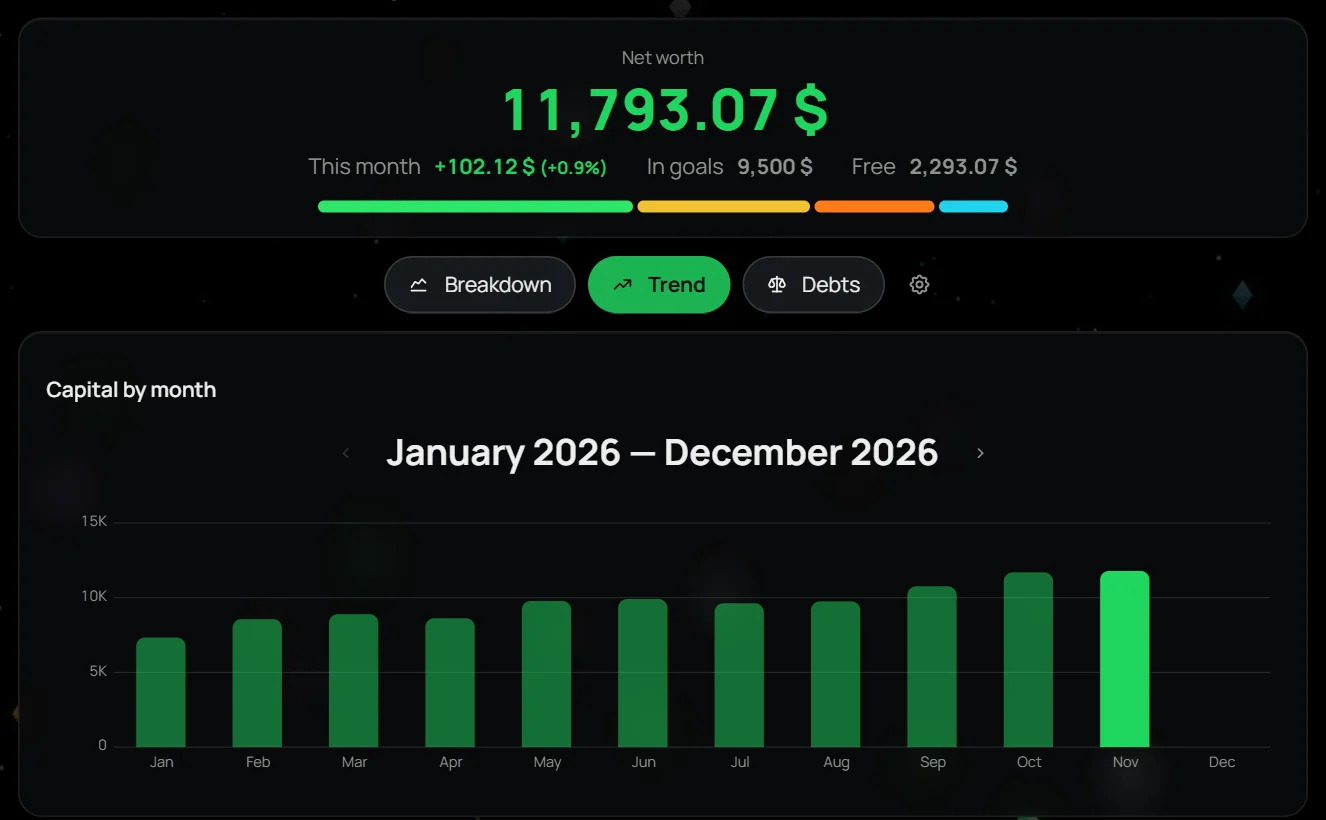 Net worth
11,793.07 $
This month +102.12 $ (+0.9%) In goals 9,500 $ Free 2,293.07 $
Breakdown Trend Debts
Capital by month
January 2026 — December 2026
15K
10K
5K
0
Jan Feb Mar Apr May Jun Jul Aug Sep Oct Nov Dec